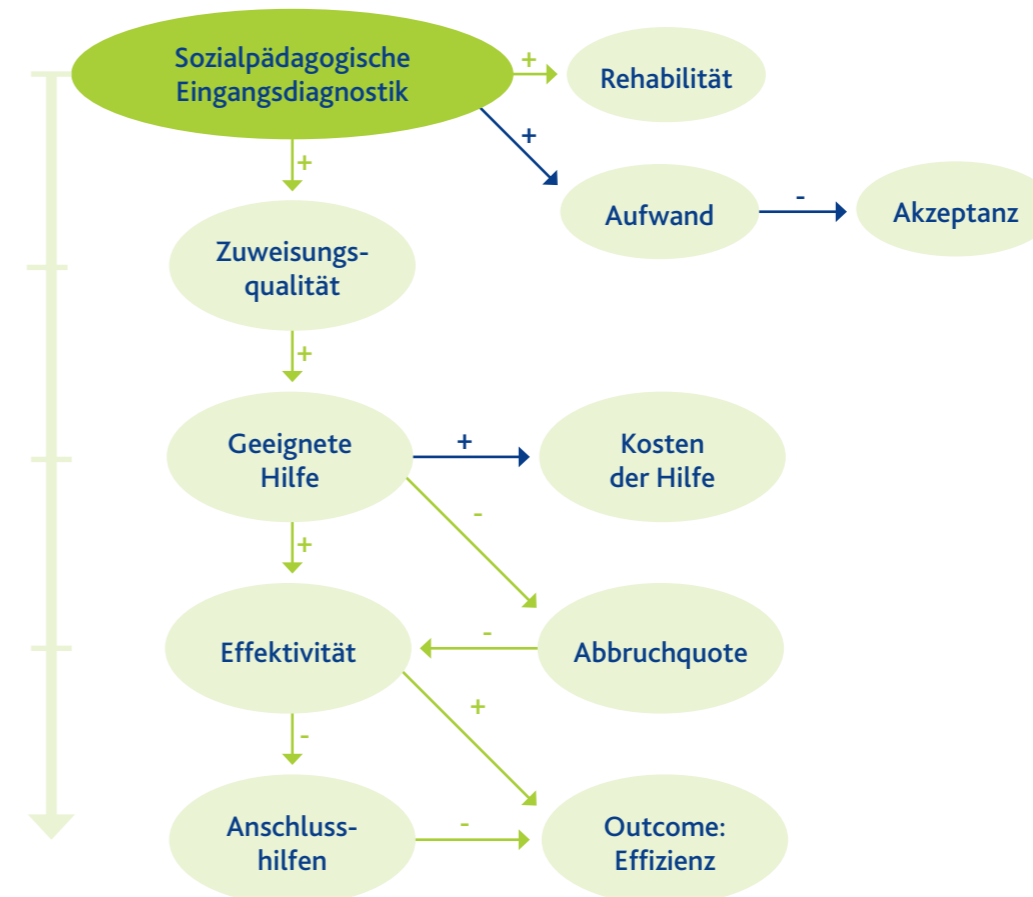 Sozialpädagogische
Eingangsdiagnostik
+
Rehabilität
+
+
Aufwand
-
Akzeptanz
Zuweisungs-
qualität
+
Geeignete
Hilfe
+
Kosten
der Hilfe
-
+
Effektivität
-
Abbruchquote
+
-
Anschluss-
hilfen
-
Outcome:
Effizienz